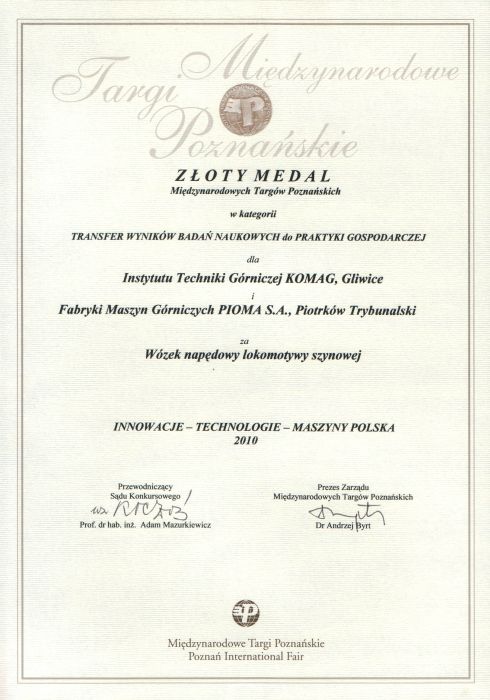 Międzynarodowe
Targi
Poznańskie
ZŁOTY MEDAL
Międzynarodowych Targów Poznańskich
w kategorii
TRANSFER WYNIKÓW BADAŃ NAUKOWYCH do PRAKTYKI GOSPODARCZEJ
dla
Instytutu Techniki Górniczej KOMAG, Gliwice
i
Fabryki Maszyn Górniczych PIOMA S.A., Piotrków Trybunalski
za
Wózek napędowy lokomotywy szynowej
INNOWACJE – TECHNOLOGIE – MASZYNY POLSKA
2010
Przewodniczący
Sądu Konkursowego
Prof. dr hab. inż. Adam Mazurkiewicz
Prezes Zarządu
Międzynarodowych Targów Poznańskich
Dr Andrzej Byrt
Międzynarodowe Targi Poznańskie
Poznań International Fair